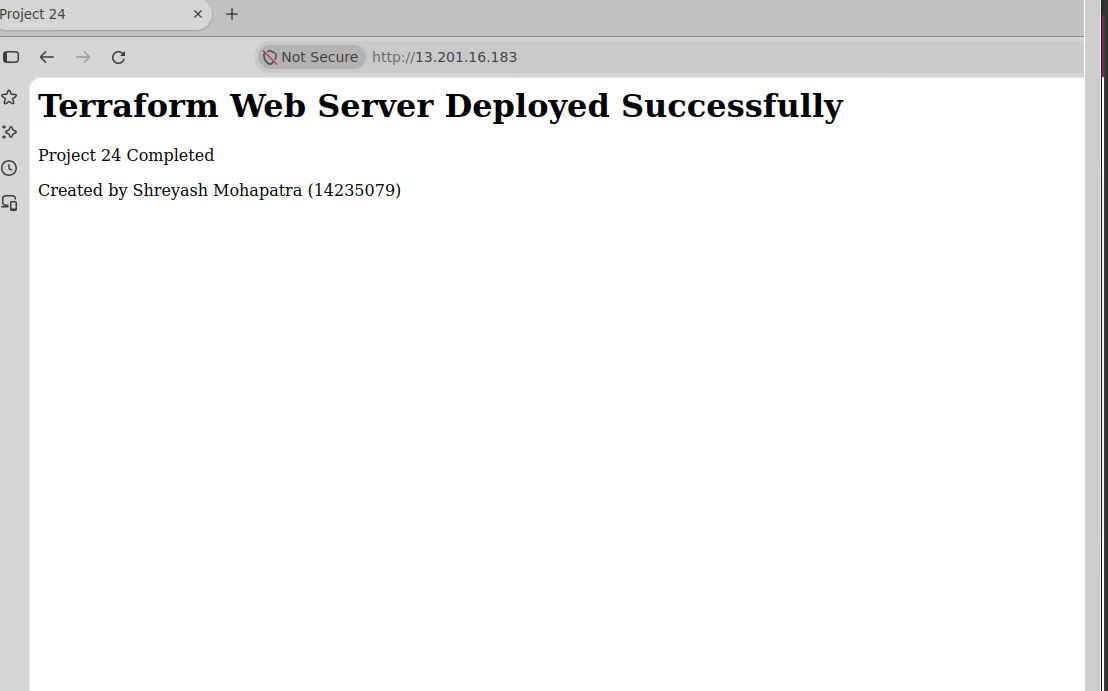 Project 24
Not Secure http://13.201.16.183
Terraform Web Server Deployed Successfully
Project 24 Completed
Created by Shreyash Mohapatra (14235079)